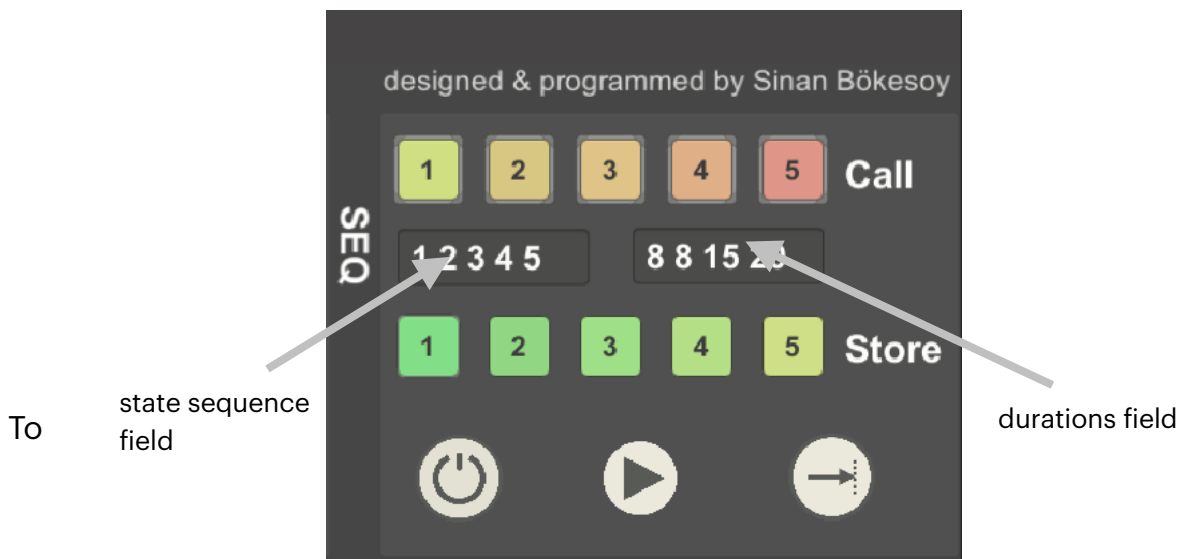 designed & programmed by Sinan Bökesoy
1 2 3 4 5 Call
SEQ
1 2 3 4 5
8 8 15
1 2 3 4 5 Store
To
state sequence
field
durations field